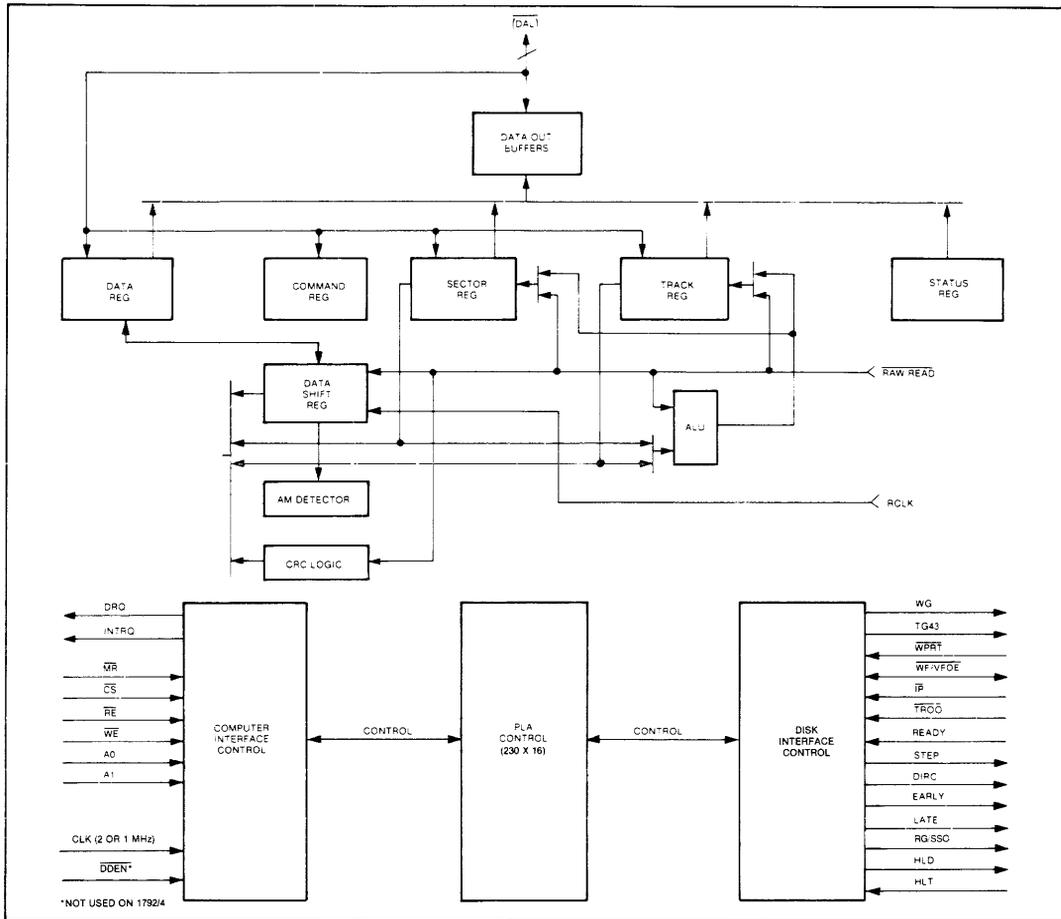 (DAL)
DATA OUT
BUFFERS
DATA
REG
COMMAND
REG
SECTOR
REG
TRACK
REG
STATUS
REG
DATA
SHIFT
REG
RAW READ
ALU
AM DETECTOR
RCLK
CRC LOGIC
DRQ
INTRQ
MR
CS
RE
WE
A0
A1
CLK (2 OR 1 MHz)
DDEN*
*NOT USED ON 1792/4
COMPUTER
INTERFACE
CONTROL
CONTROL
PLA
CONTROL
(230 X 16)
CONTROL
DISK
INTERFACE
CONTROL
WG
TG43
WPRT
WF/VFOE
IP
TROO
READY
STEP
DIRC
EARLY
LATE
RG/SSO
HLD
HLT